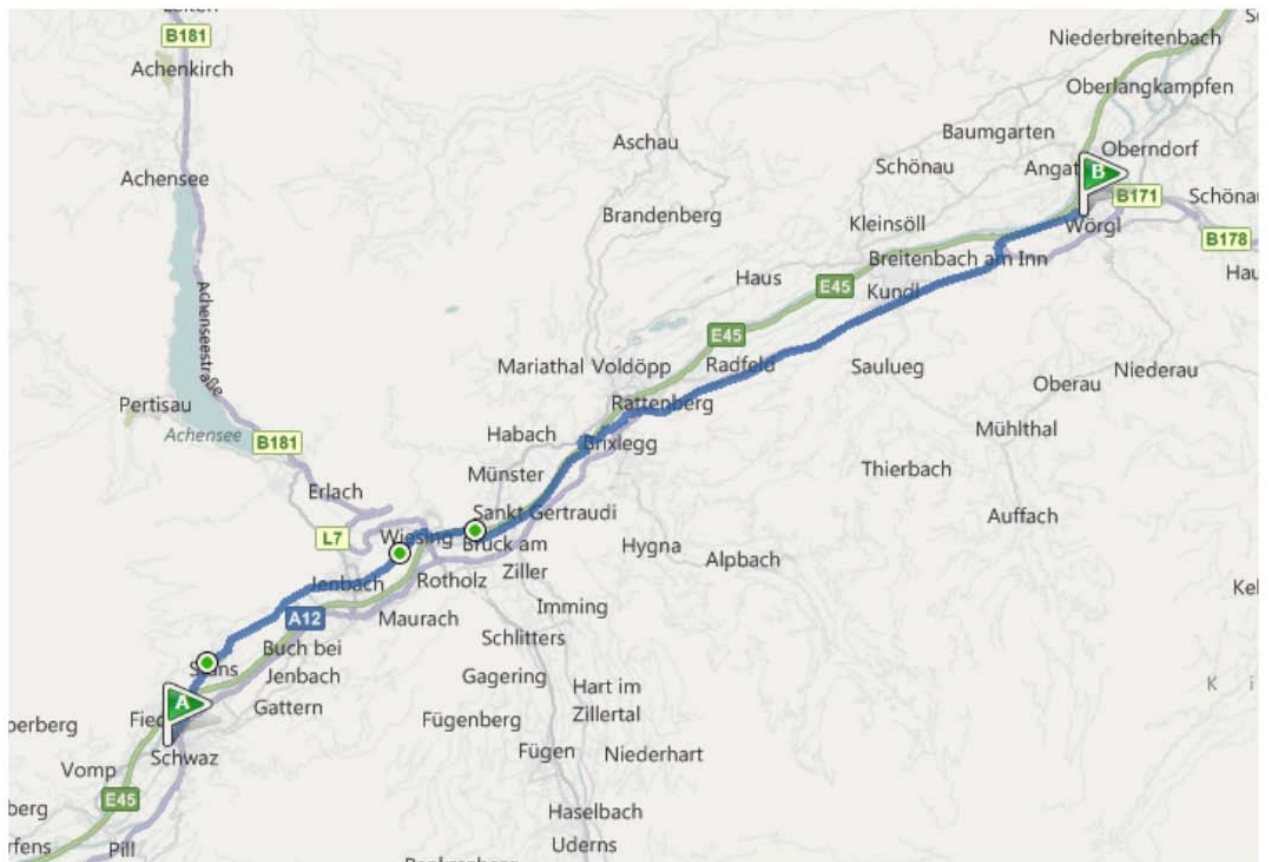 B181
Achenkirch
Niederbreitenbach
Oberlangkampfen
Aschau
Baumgarten
Oberndorf
Achensee
Schönau
Angat
B
B171
Schönau
Brandenberg
Kleinsöll
Wörgl
B178
Breitenbach am Inn
Haus
E45
Kundl
Achenseestraße
E45
Mariathal Voldöpp
Radfeld
Saulueg
Niederau
Oberau
Pertisau
Rattenberg
Achensee
B181
Habach
Brixlegg
Mühlthal
Münster
Thierbach
Erlach
Sankt Gertraudi
Auffach
L7
Wiesing
Bruck am
Ziller
Hygna
Alpbach
Jenbach
Rotholz
Imming
A12
Maurach
Schlitters
Buch bei
Jenbach
Stans
Gagering
Hart im
Zillertal
A
Gattern
Fügenberg
Schwaz
Fügen
Niederhart
Vomp
E45
Haselbach
Pill
Uderns